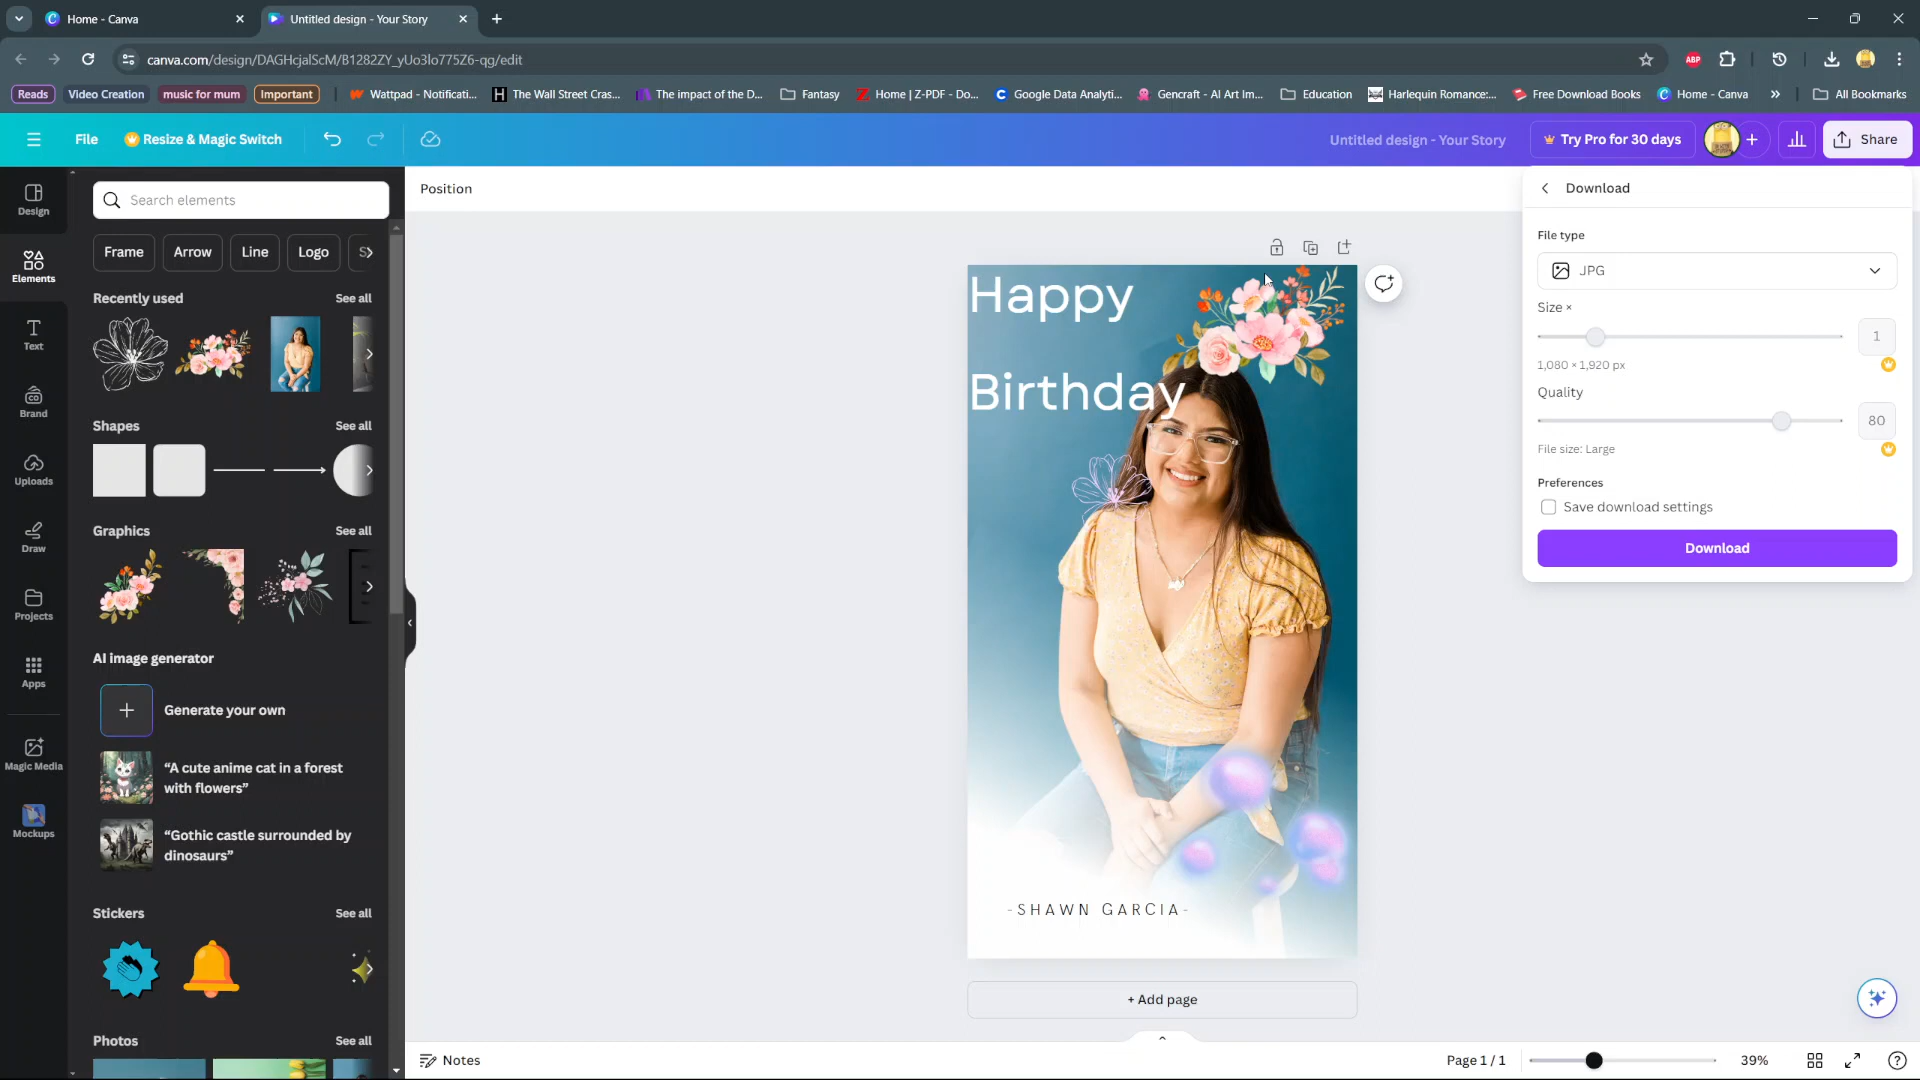 Home - Canva
Untitled design - Your Story
canva.com/design/DAGHcjalScM/B1282ZY_yUo3lo775Z6-qg/edit
ABP
Reads
Video Creation
music for mum
Important
Wattpad - Notificati...
The Wall Street Cras...
The impact of the D...
Fantasy
Home | Z-PDF - Do...
Google Data Analyti...
Gencraft - AI Art Im...
Education
Harlequin Romance:...
Free Download Books
Home - Canva
All Bookmarks
File
Resize & Magic Switch
Untitled design - Your Story
Try Pro for 30 days
Share
Design
Elements
Text
Brand
Uploads
Draw
Projects
Apps
Magic Media
Mockups
Search elements
Frame
Arrow
Line
Logo
Recently used
See all
Shapes
See all
Graphics
See all
AI image generator
Generate your own
“A cute anime cat in a forest
with flowers”
“Gothic castle surrounded by
dinosaurs”
Stickers
See all
Photos
See all
Position
Happy
Birthday
-SHAWN GARCIA-
+ Add page
Download
File type
JPG
Size ×
1
1,080 × 1,920 px
Quality
80
File size: Large
Preferences
Save download settings
Download
Notes
Page 1 / 1
39%